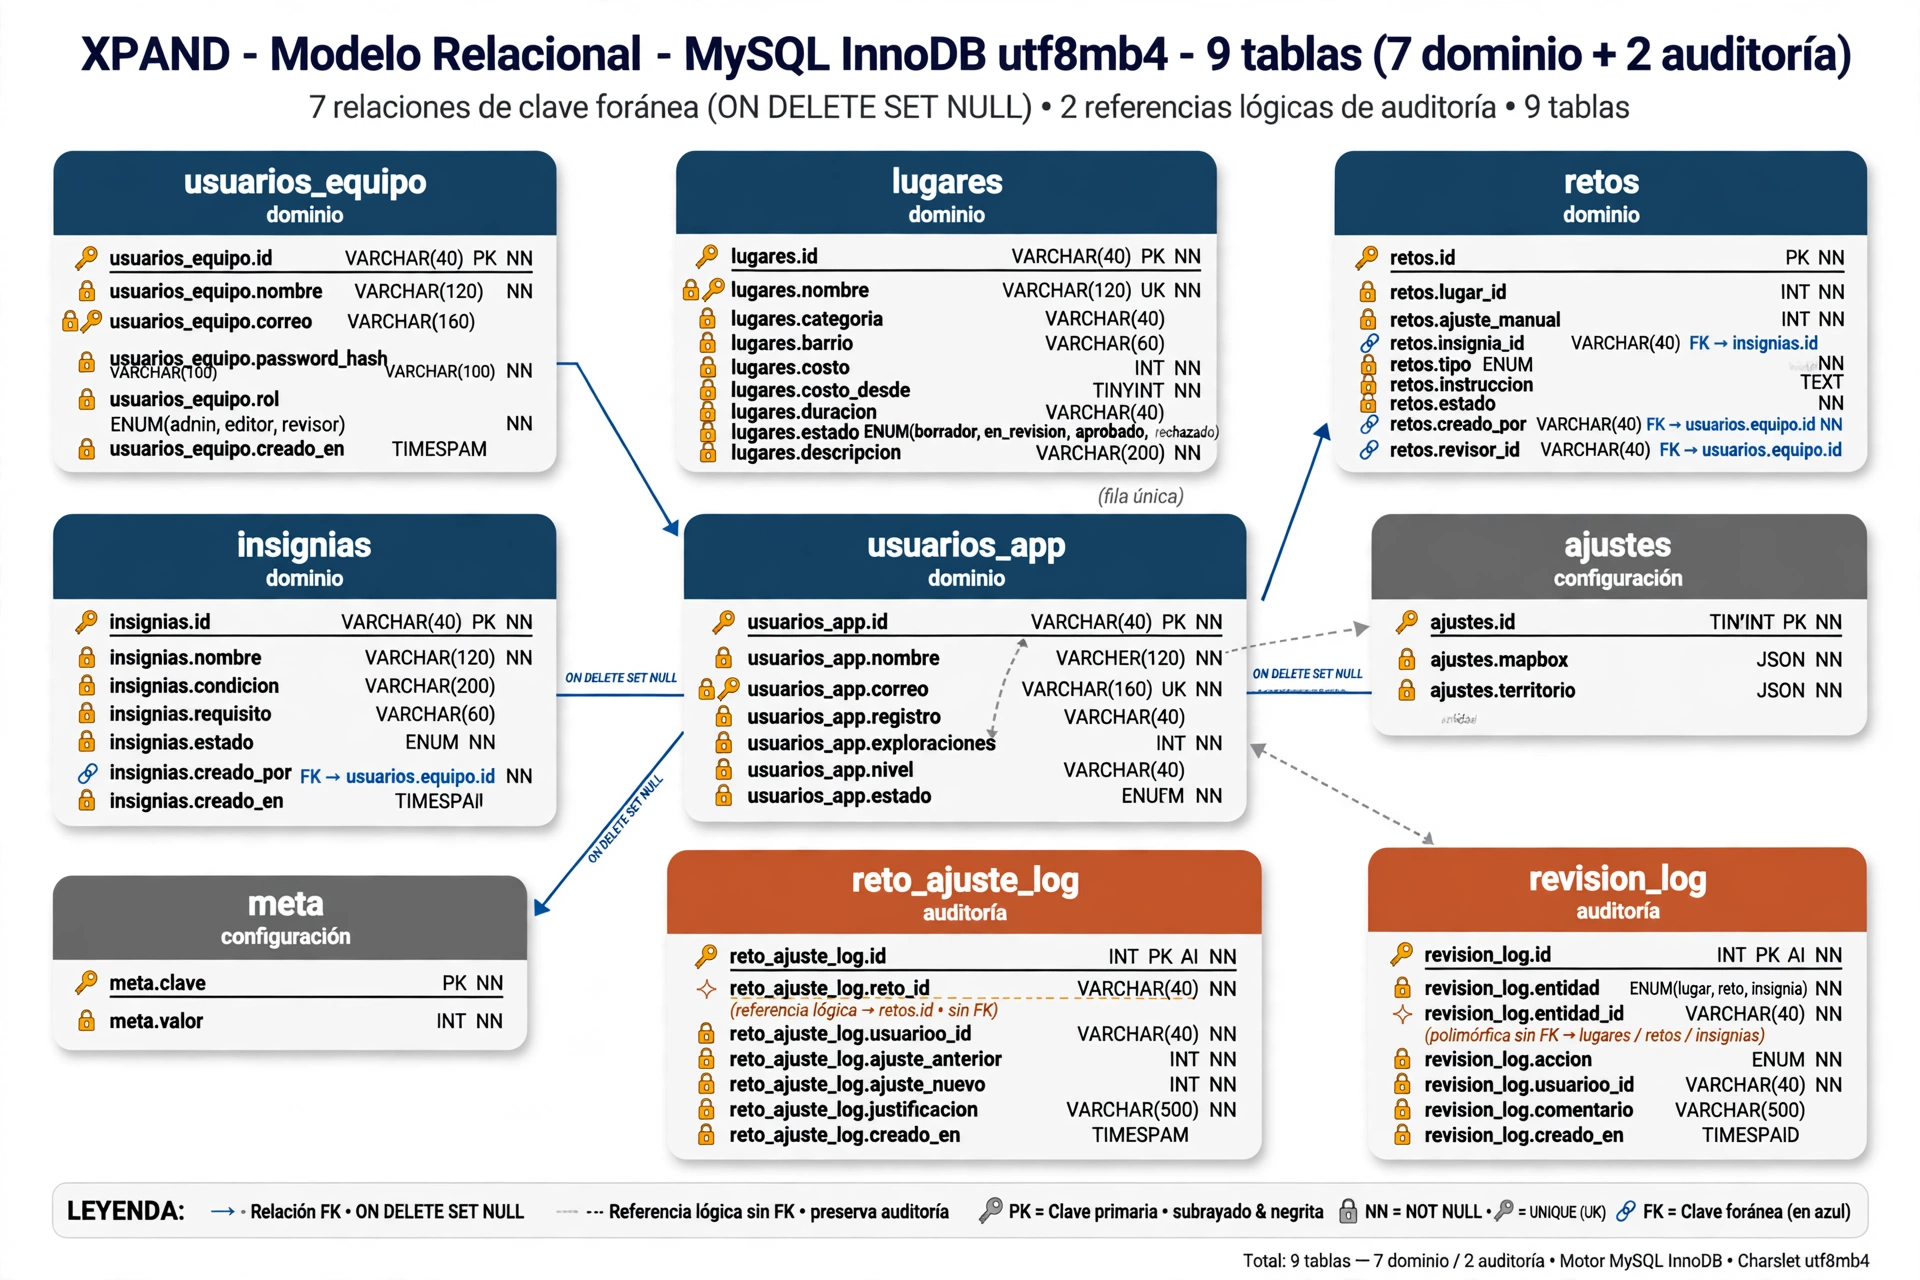 XPAND - Modelo Relacional - MySQL InnoDB utf8mb4 - 9 tablas (7 dominio + 2 auditoría)
7 relaciones de clave foránea (ON DELETE SET NULL) • 2 referencias lógicas de auditoría • 9 tablas
usuarios_equipo
dominio
usuarios_equipo.id VARCHAR(40) PK NN
usuarios_equipo.nombre VARCHAR(120) NN
usuarios_equipo.correo VARCHAR(160)
usuarios_equipo.password_hash
VARCHAR(100) VARCHAR(100) NN
usuarios_equipo.rol
ENUM(adnin, editor, revisor) NN
usuarios_equipo.creado_en TIMESPAM
lugares
dominio
lugares.id VARCHAR(40) PK NN
lugares.nombre VARCHAR(120) UK NN
lugares.categoria VARCHAR(40)
lugares.barrio VARCHAR(60)
lugares.costo INT NN
lugares.costo_desde TINYINT NN
lugares.duracion VARCHAR(40)
lugares.estado ENUM(borrador, en_revision, aprobado, rechazado)
lugares.descripcion VARCHAR(200) NN
retos
dominio
retos.id PK NN
retos.lugar_id INT NN
retos.ajuste_manual INT NN
retos.insignia_id VARCHAR(40) FK → insignias.id
retos.tipo ENUM NN
retos.instruccion TEXT
retos.estado NN
retos.creado_por VARCHAR(40) FK → usuarios.equipo.id NN
retos.revisor_id VARCHAR(40) FK → usuarios.equipo.id
(fila única)
insignias
dominio
insignias.id VARCHAR(40) PK NN
insignias.nombre VARCHAR(120) NN
insignias.condicion VARCHAR(200)
insignias.requisito VARCHAR(60)
insignias.estado ENUM NN
insignias.creado_por FK → usuarios.equipo.id NN
insignias.creado_en
ON DELETE SET NULL
usuarios_app
dominio
usuarios_app.id VARCHAR(40) PK NN
usuarios_app.nombre VARCHER(120) NN
usuarios_app.correo VARCHAR(160) UK NN
usuarios_app.registro VARCHAR(40)
usuarios_app.exploraciones INT NN
usuarios_app.nivel VARCHAR(40)
usuarios_app.estado NN
ON DELETE SET NULL
ajustes
configuración
ajustes.id PK NN
ajustes.mapbox JSON NN
ajustes.territorio JSON NN
ON DELETE SET NULL
meta
configuración
meta.clave PK NN
meta.valor INT NN
reto_ajuste_log
auditoría
reto_ajuste_log.id INT PK AI NN
reto_ajuste_log.reto_id VARCHAR(40) NN
(referencia lógica → retos.id • sin FK)
reto_ajuste_log.usuarioo_id VARCHAR(40) NN
reto_ajuste_log.ajuste_anterior INT NN
reto_ajuste_log.ajuste_nuevo INT NN
reto_ajuste_log.justificacion VARCHAR(500) NN
reto_ajuste_log.creado_en TIMESPAM
revision_log
auditoría
revision_log.id INT PK AI NN
revision_log.entidad ENUM(lugar, reto, insignia) NN
revision_log.entidad_id VARCHAR(40) NN
(polimórfica sin FK → lugares / retos / insignias)
revision_log.accion ENUM NN
revision_log.usuarioo_id VARCHAR(40) NN
revision_log.comentario VARCHAR(500)
revision_log.creado_en TIMESPAID
LEYENDA: → • Relación FK • ON DELETE SET NULL --- Referencia lógica sin FK • preserva auditoría PK = Clave primaria • subrayado & negrita NN = NOT NULL • = UNIQUE (UK) FK = Clave foránea (en azul)
Total: 9 tablas — 7 dominio / 2 auditoría • Motor MySQL InnoDB • Charslet utf8mb4